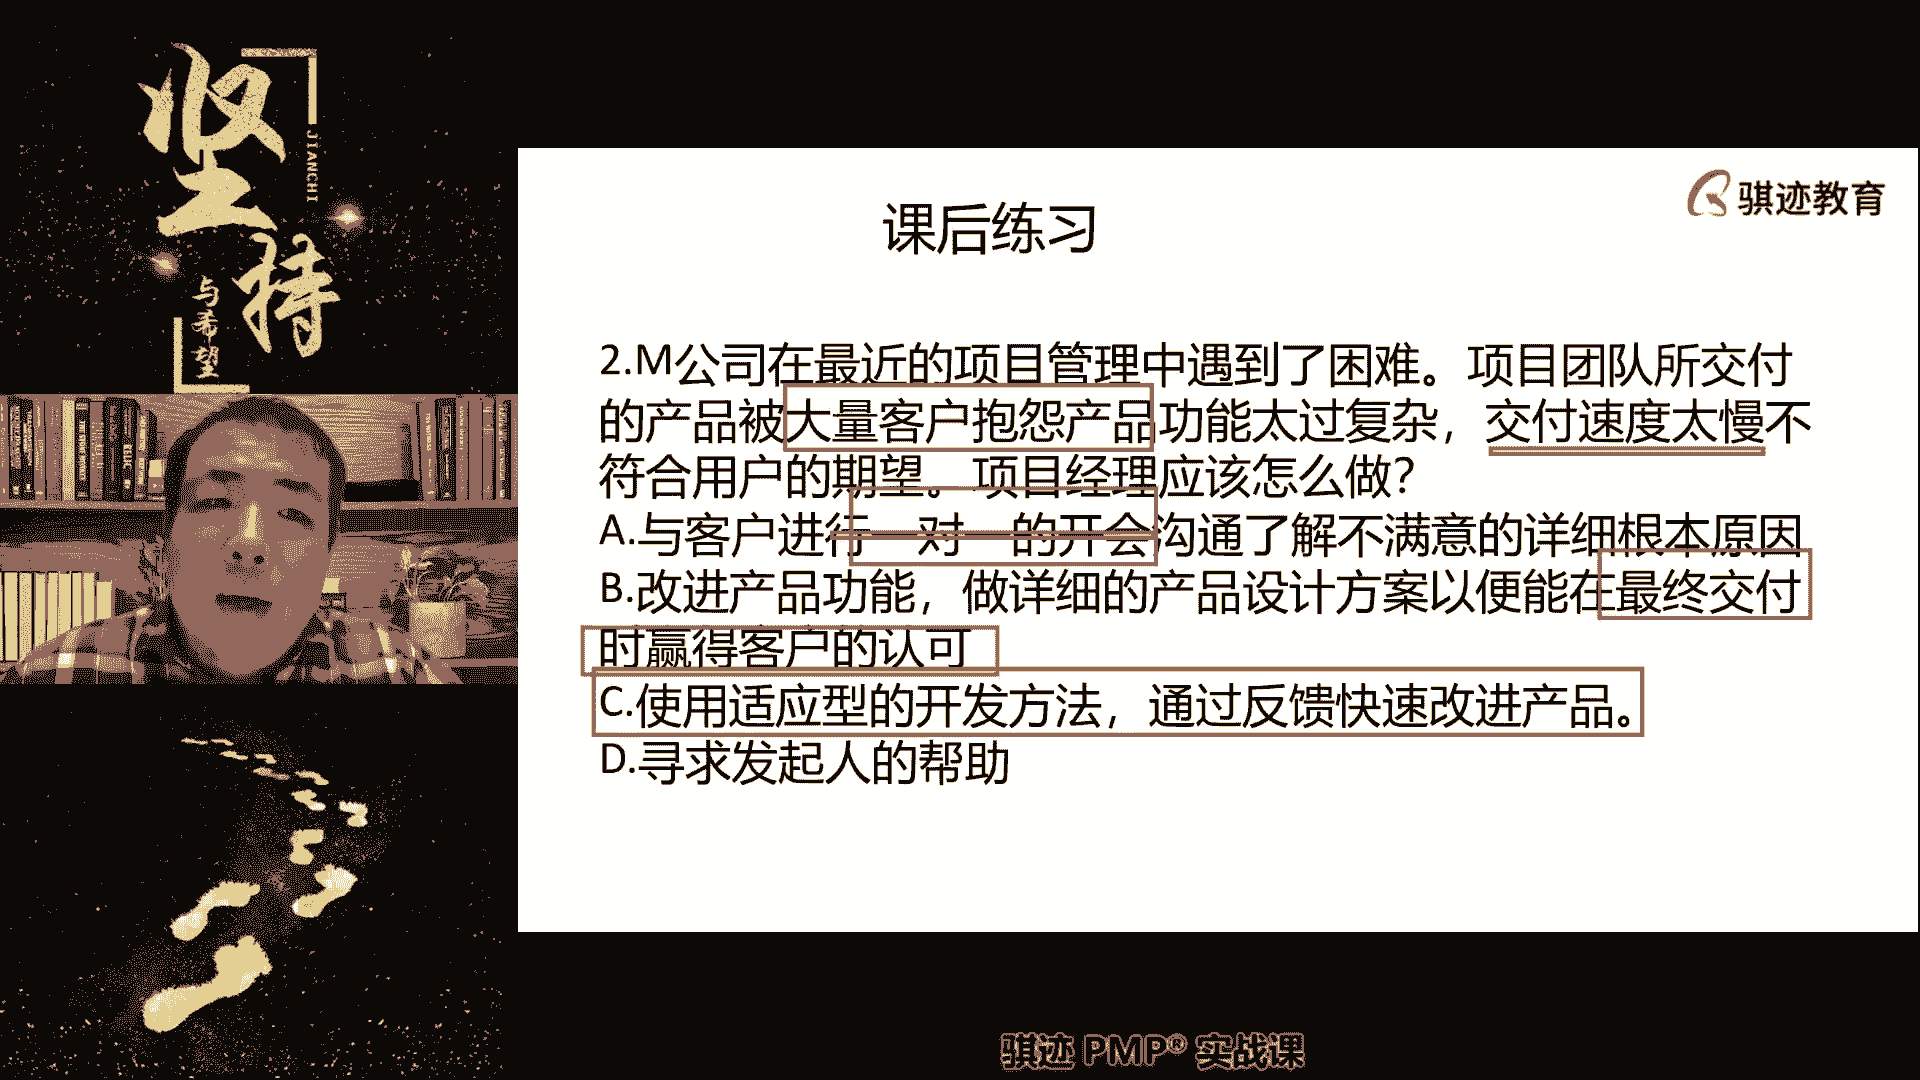 坚持
JIANCHI
与希望
骐迹教育
课后练习
2.M公司在最近的项目管理中遇到了困难。项目团队所交付
的产品被大量客户抱怨产品功能太过复杂，交付速度太慢不
符合用户的期望。项目经理应该怎么做？
A.与客户进行一对一的开会沟通了解不满意的详细根本原因
B.改进产品功能，做详细的产品设计方案以便能在最终交付
时赢得客户的认可
C.使用适应型的开发方法，通过反馈快速改进产品。
D.寻求发起人的帮助
骐迹 PMP® 实战课